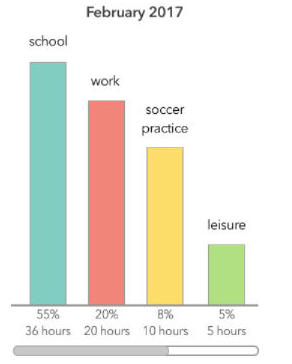 February 2017
school
work
soccer
practice
leisure
55% 20% 8% 5%
36 hours 20 hours 10 hours 5 hours